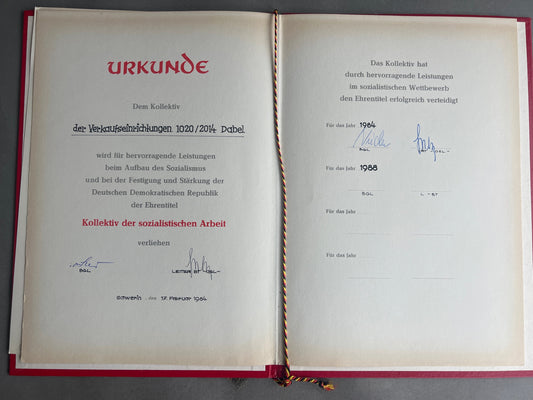 URKUNDE
Dem Kollektiv
der Verkaufseinrichtungen 1020/2014 Dabel
wird für hervorragende Leistungen
beim Aufbau des Sozialismus
und bei der Festigung und Stärkung der
Deutschen Demokratischen Republik
der Ehrentitel
Kollektiv der sozialistischen Arbeit
verliehen
BGL
LEITER
Schwerin, den 17. Februar 1984
Das Kollektiv hat
durch hervorragende Leistungen
im sozialistischen Wettbewerb
den Ehrentitel erfolgreich verteidigt
Für das Jahr 1984
BGL
Für das Jahr 1988
BGL
Für das Jahr
Für das Jahr